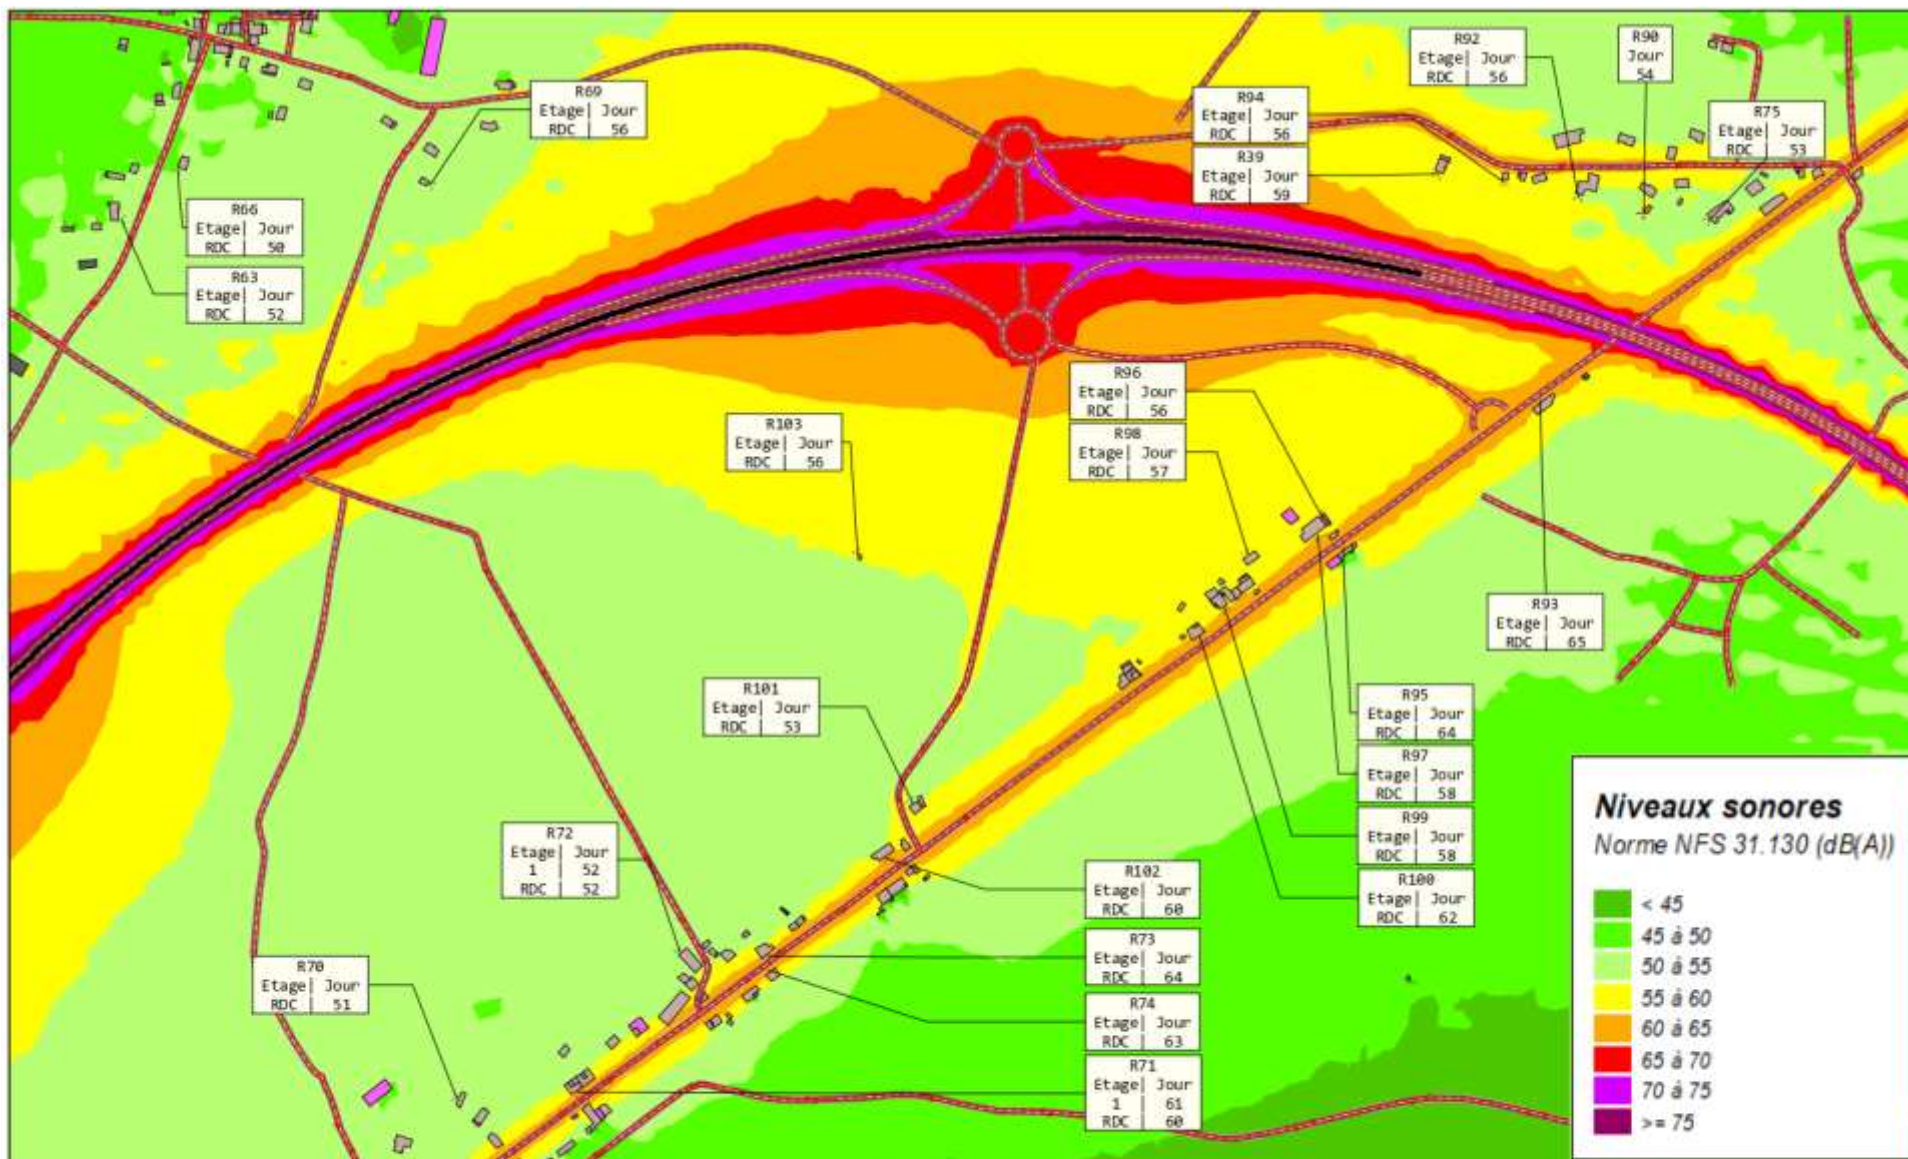 R92
Etage| Jour
RDC | 56
R90
Jour
54
R69
Etage| Jour
RDC | 56
R94
Etage| Jour
RDC | 56
R75
Etage| Jour
RDC | 53
R39
Etage| Jour
RDC | 59
R66
Etage| Jour
RDC | 50
R63
Etage| Jour
RDC | 52
R96
Etage| Jour
RDC | 56
R103
Etage| Jour
RDC | 56
R98
Etage| Jour
RDC | 57
R93
Etage| Jour
RDC | 65
R101
Etage| Jour
RDC | 53
R95
Etage| Jour
RDC | 64
R97
Etage| Jour
RDC | 58
R99
Etage| Jour
RDC | 58
R100
Etage| Jour
RDC | 62
R72
Etage| Jour
1 | 52
RDC | 52
R102
Etage| Jour
RDC | 60
R73
Etage| Jour
RDC | 64
R70
Etage| Jour
RDC | 51
R74
Etage| Jour
RDC | 63
R71
Etage| Jour
1 | 61
RDC | 60
Niveaux sonores
Norme NFS 31.130 (dB(A))
< 45
45 à 50
50 à 55
55 à 60
60 à 65
65 à 70
70 à 75
>= 75